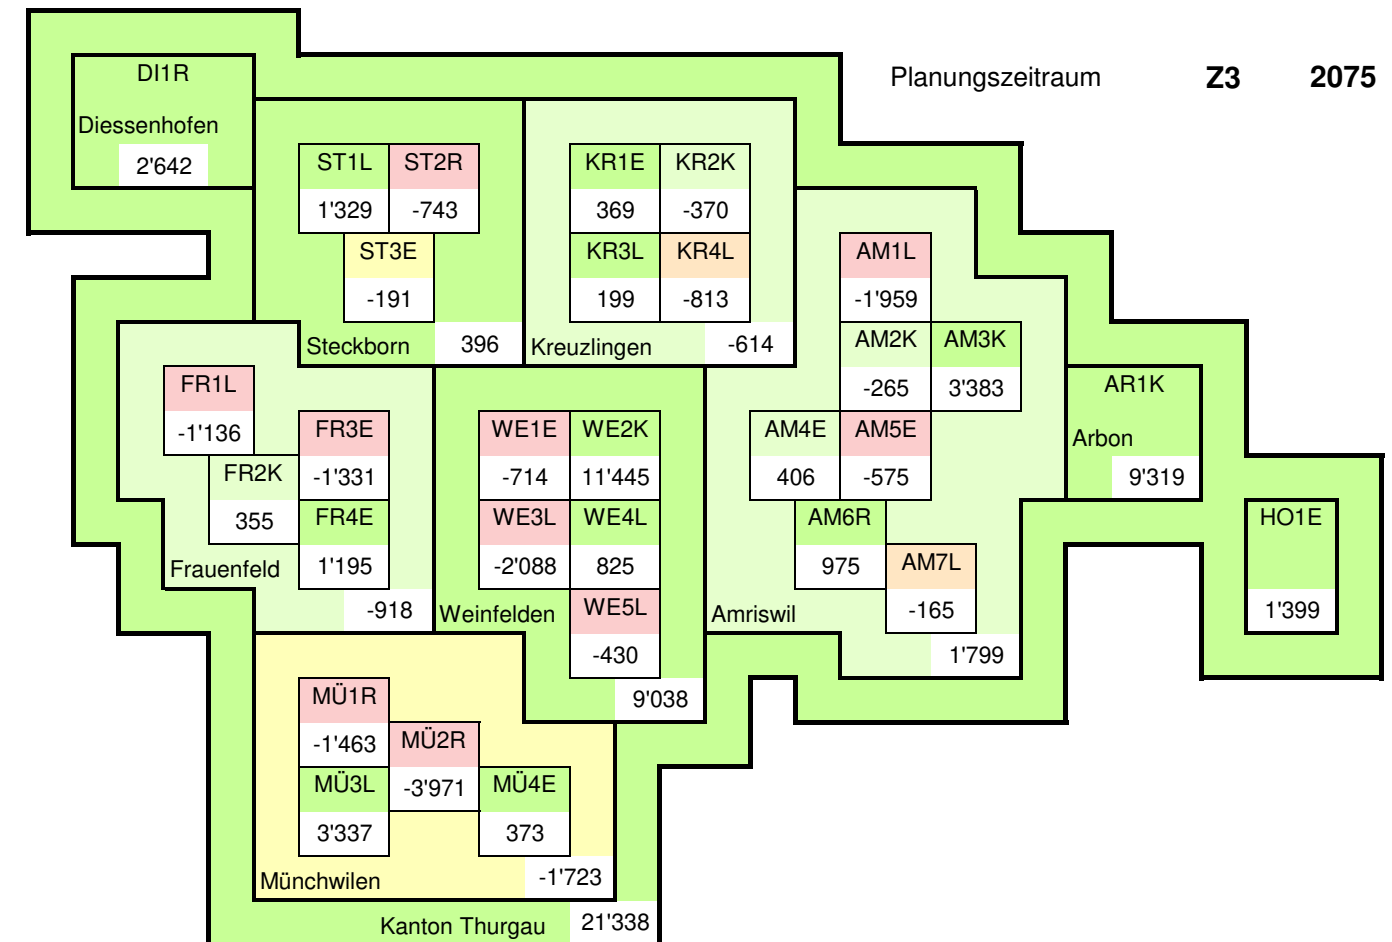 Planungszeitraum Z3 2075
DI1R
Diessenhofen
2'642
ST1L ST2R
1'329 -743
ST3E
-191
Steckborn 396
KR1E KR2K
369 -370
KR3L KR4L
199 -813
Kreuzlingen -614
AM1L
-1'959
AM2K AM3K
-265 3'383
AM4E AM5E
406 -575
AM6R
975
AM7L
-165
Amriswil
1'799
AR1K
Arbon
9'319
HO1E
1'399
FR1L
-1'136
FR3E
-1'331
FR2K
355
FR4E
1'195
Frauenfeld
-918
WE1E WE2K
-714 11'445
WE3L WE4L
-2'088 825
WE5L
-430
Weinfelden
9'038
MÜ1R
-1'463
MÜ2R
-3'971
MÜ3L MÜ4E
3'337 373
Münchwilen -1'723
Kanton Thurgau 21'338